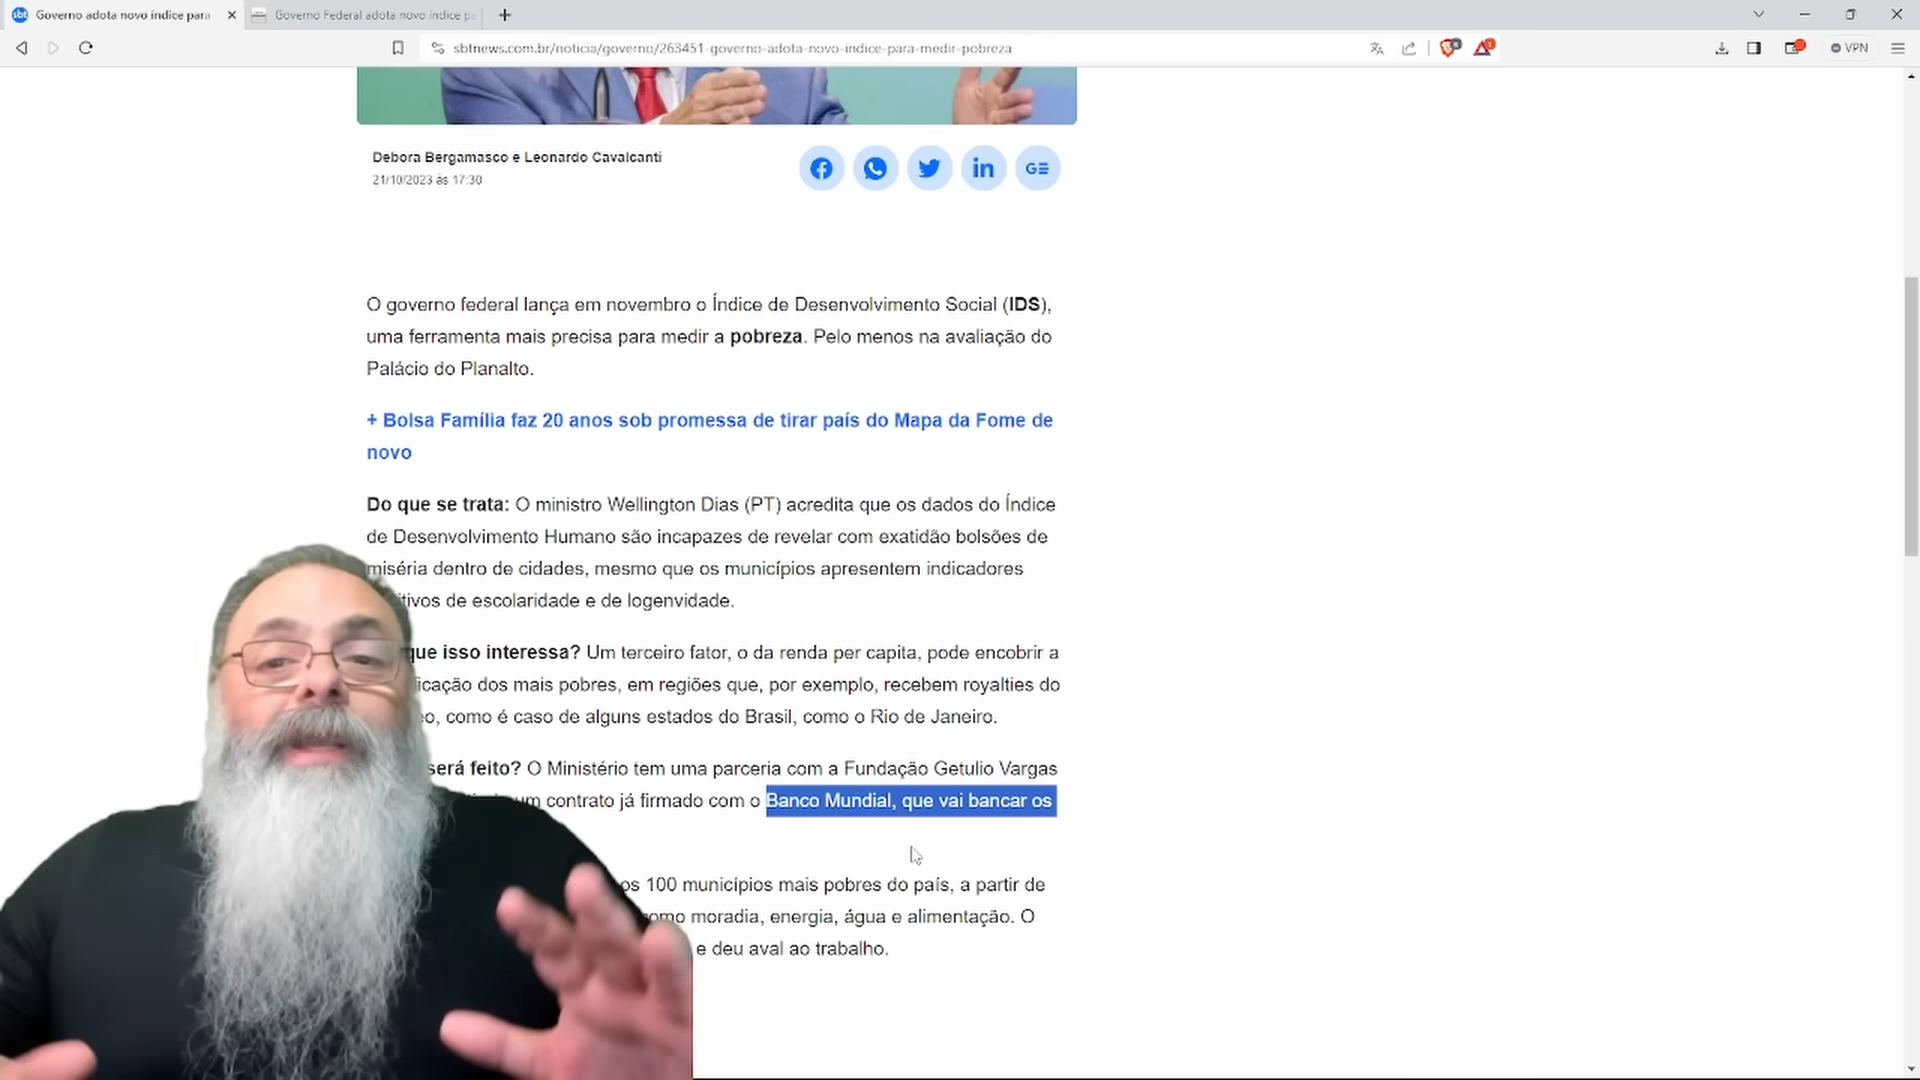 Governo adota novo índice para
Governo Federal adota novo índice pa
sbtnews.com.br/noticia/governo/263451-governo-adota-novo-indice-para-medir-pobreza
VPN
Debora Bergamasco e Leonardo Cavalcanti
21/10/2023 às 17:30
O governo federal lança em novembro o Índice de Desenvolvimento Social (IDS),
uma ferramenta mais precisa para medir a pobreza. Pelo menos na avaliação do
Palácio do Planalto.
+ Bolsa Família faz 20 anos sob promessa de tirar país do Mapa da Fome de
novo
Do que se trata: O ministro Wellington Dias (PT) acredita que os dados do Índice
de Desenvolvimento Humano são incapazes de revelar com exatidão bolsões de
miséria dentro de cidades, mesmo que os municípios apresentem indicadores
itivos de escolaridade e de logenvidade.
que isso interessa? Um terceiro fator, o da renda per capita, pode encobrir a
icação dos mais pobres, em regiões que, por exemplo, recebem royalties do
eo, como é caso de alguns estados do Brasil, como o Rio de Janeiro.
será feito? O Ministério tem uma parceria com a Fundação Getulio Vargas
um contrato já firmado com o Banco Mundial, que vai bancar os
os 100 municípios mais pobres do país, a partir de
como moradia, energia, água e alimentação. O
e deu aval ao trabalho.